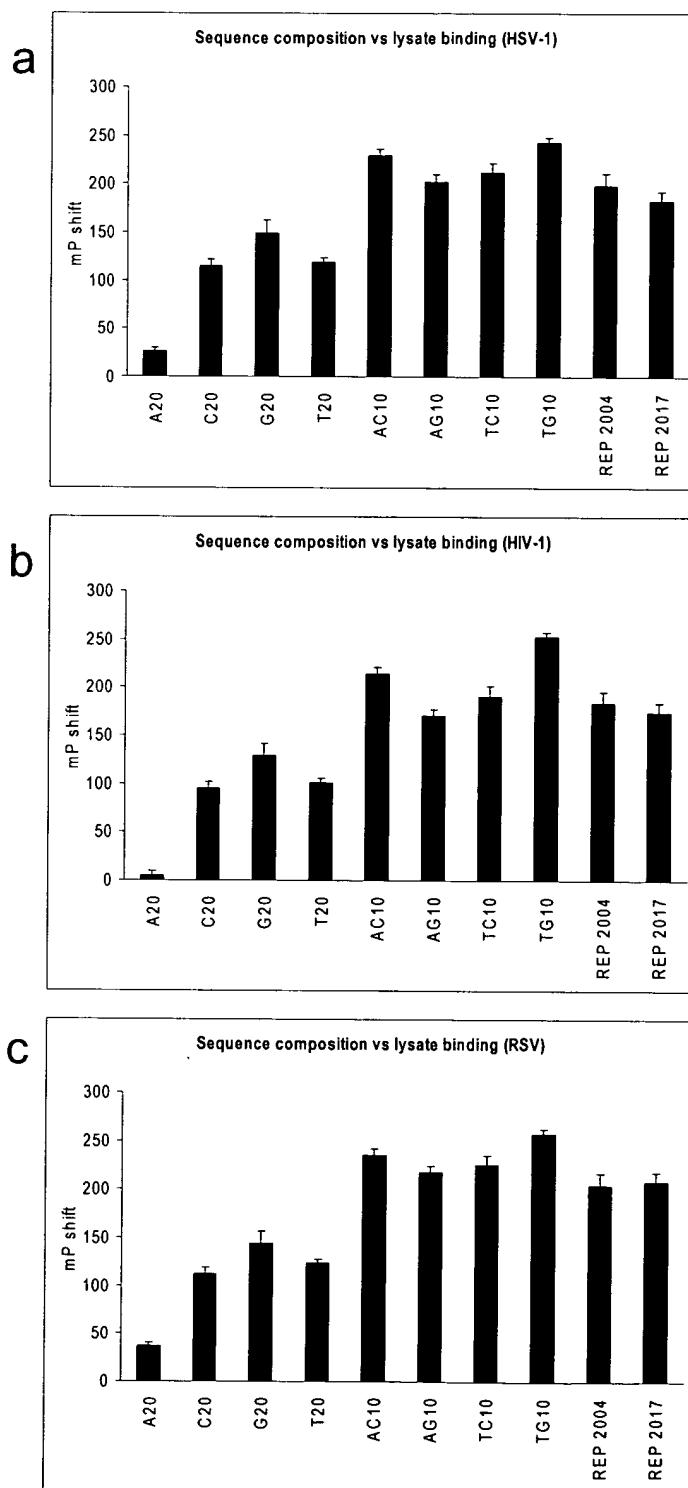 a
Sequence composition vs lysate binding (HSV-1)
300
250
200
150
100
50
0
mP shift
A20
C20
G20
T20
AC10
AG10
TC10
TG10
REP 2004
REP 2017
b
Sequence composition vs lysate binding (HIV-1)
300
250
200
150
100
50
0
mP shift
A20
C20
G20
T20
AC10
AG10
TC10
TG10
REP 2004
REP 2017
c
Sequence composition vs lysate binding (RSV)
300
250
200
150
100
50
0
mP shift
A20
C20
G20
T20
AC10
AG10
TC10
TG10
REP 2004
REP 2017